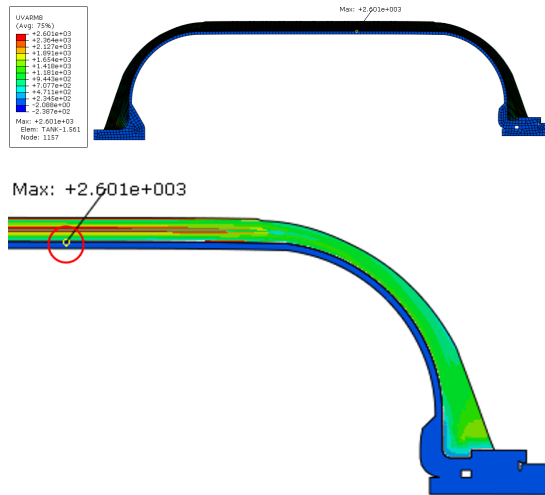 UVARM8
(Avg: 75%)
+2.601e+03
+2.364e+03
+2.127e+03
+1.891e+03
+1.654e+03
+1.418e+03
+1.181e+03
+9.443e+02
+7.077e+02
+4.711e+02
+2.345e+02
-2.088e+00
-2.387e+02
Max: +2.601e+03
Elem: TANK-1.561
Node: 1157
Max: +2.601e+003
Max: +2.601e+003